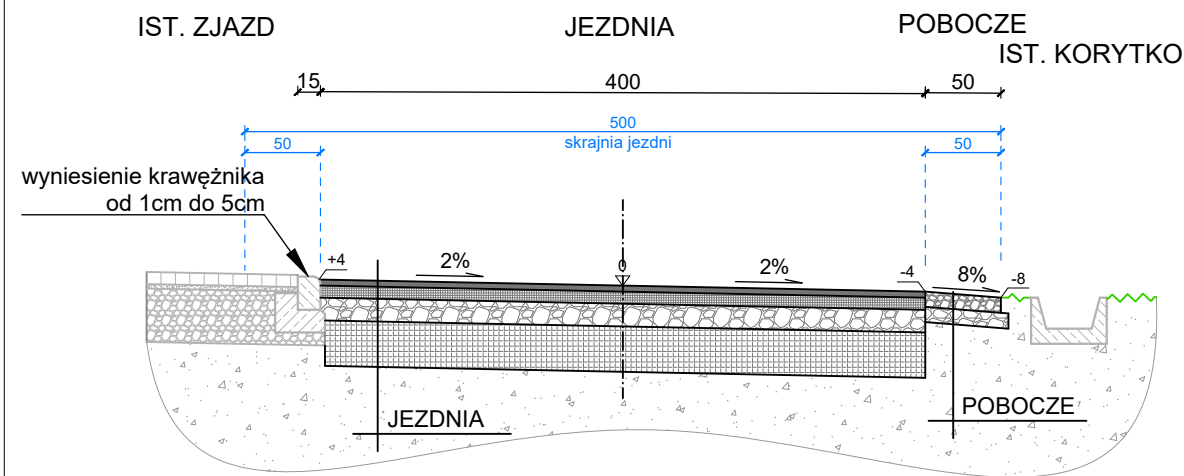 IST. ZJAZD
JEZDNIA
POBOCZE
IST. KORYTKO
15
400
50
500
skrajnia jezdni
50
50
wyniesienie krawężnika
od 1cm do 5cm
+4
2%
0
2%
-4
8%
-8
JEZDNIA
POBOCZE